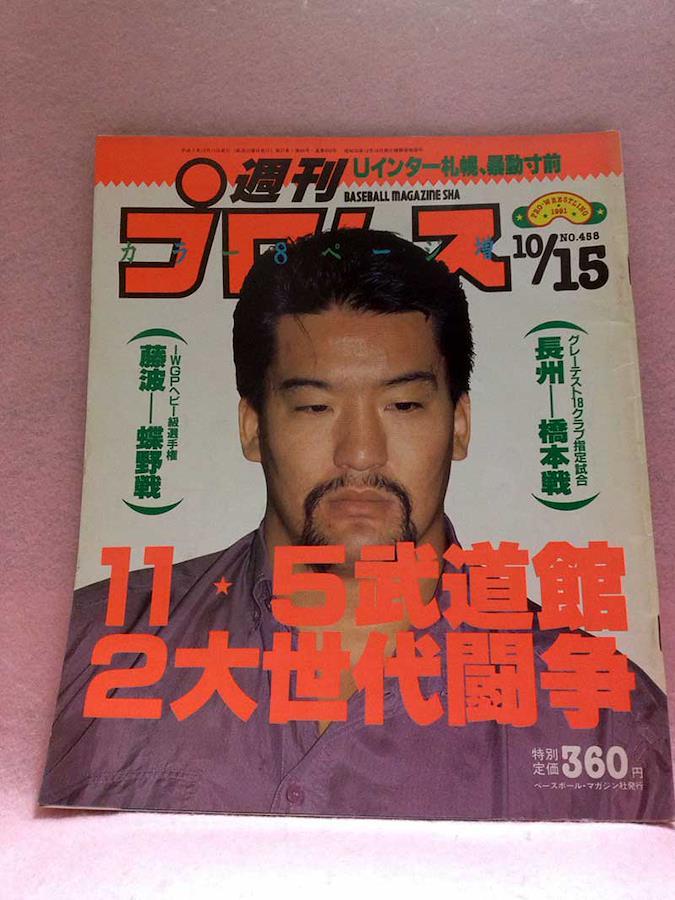 Uインター札幌、暴動寸前
週刊
BASEBALL MAGAZINE SHA
プロレス
カラー8ページ増
PRO-WRESTLING
1991
10/15
NO.458
IWGPヘビー級選手権
藤波──蝶野戦
グレーテスト18クラブ指定試合
長州──橋本戦
11★5武道館
2大世代闘争
特別
定価360円
ベースボール・マガジン社発行